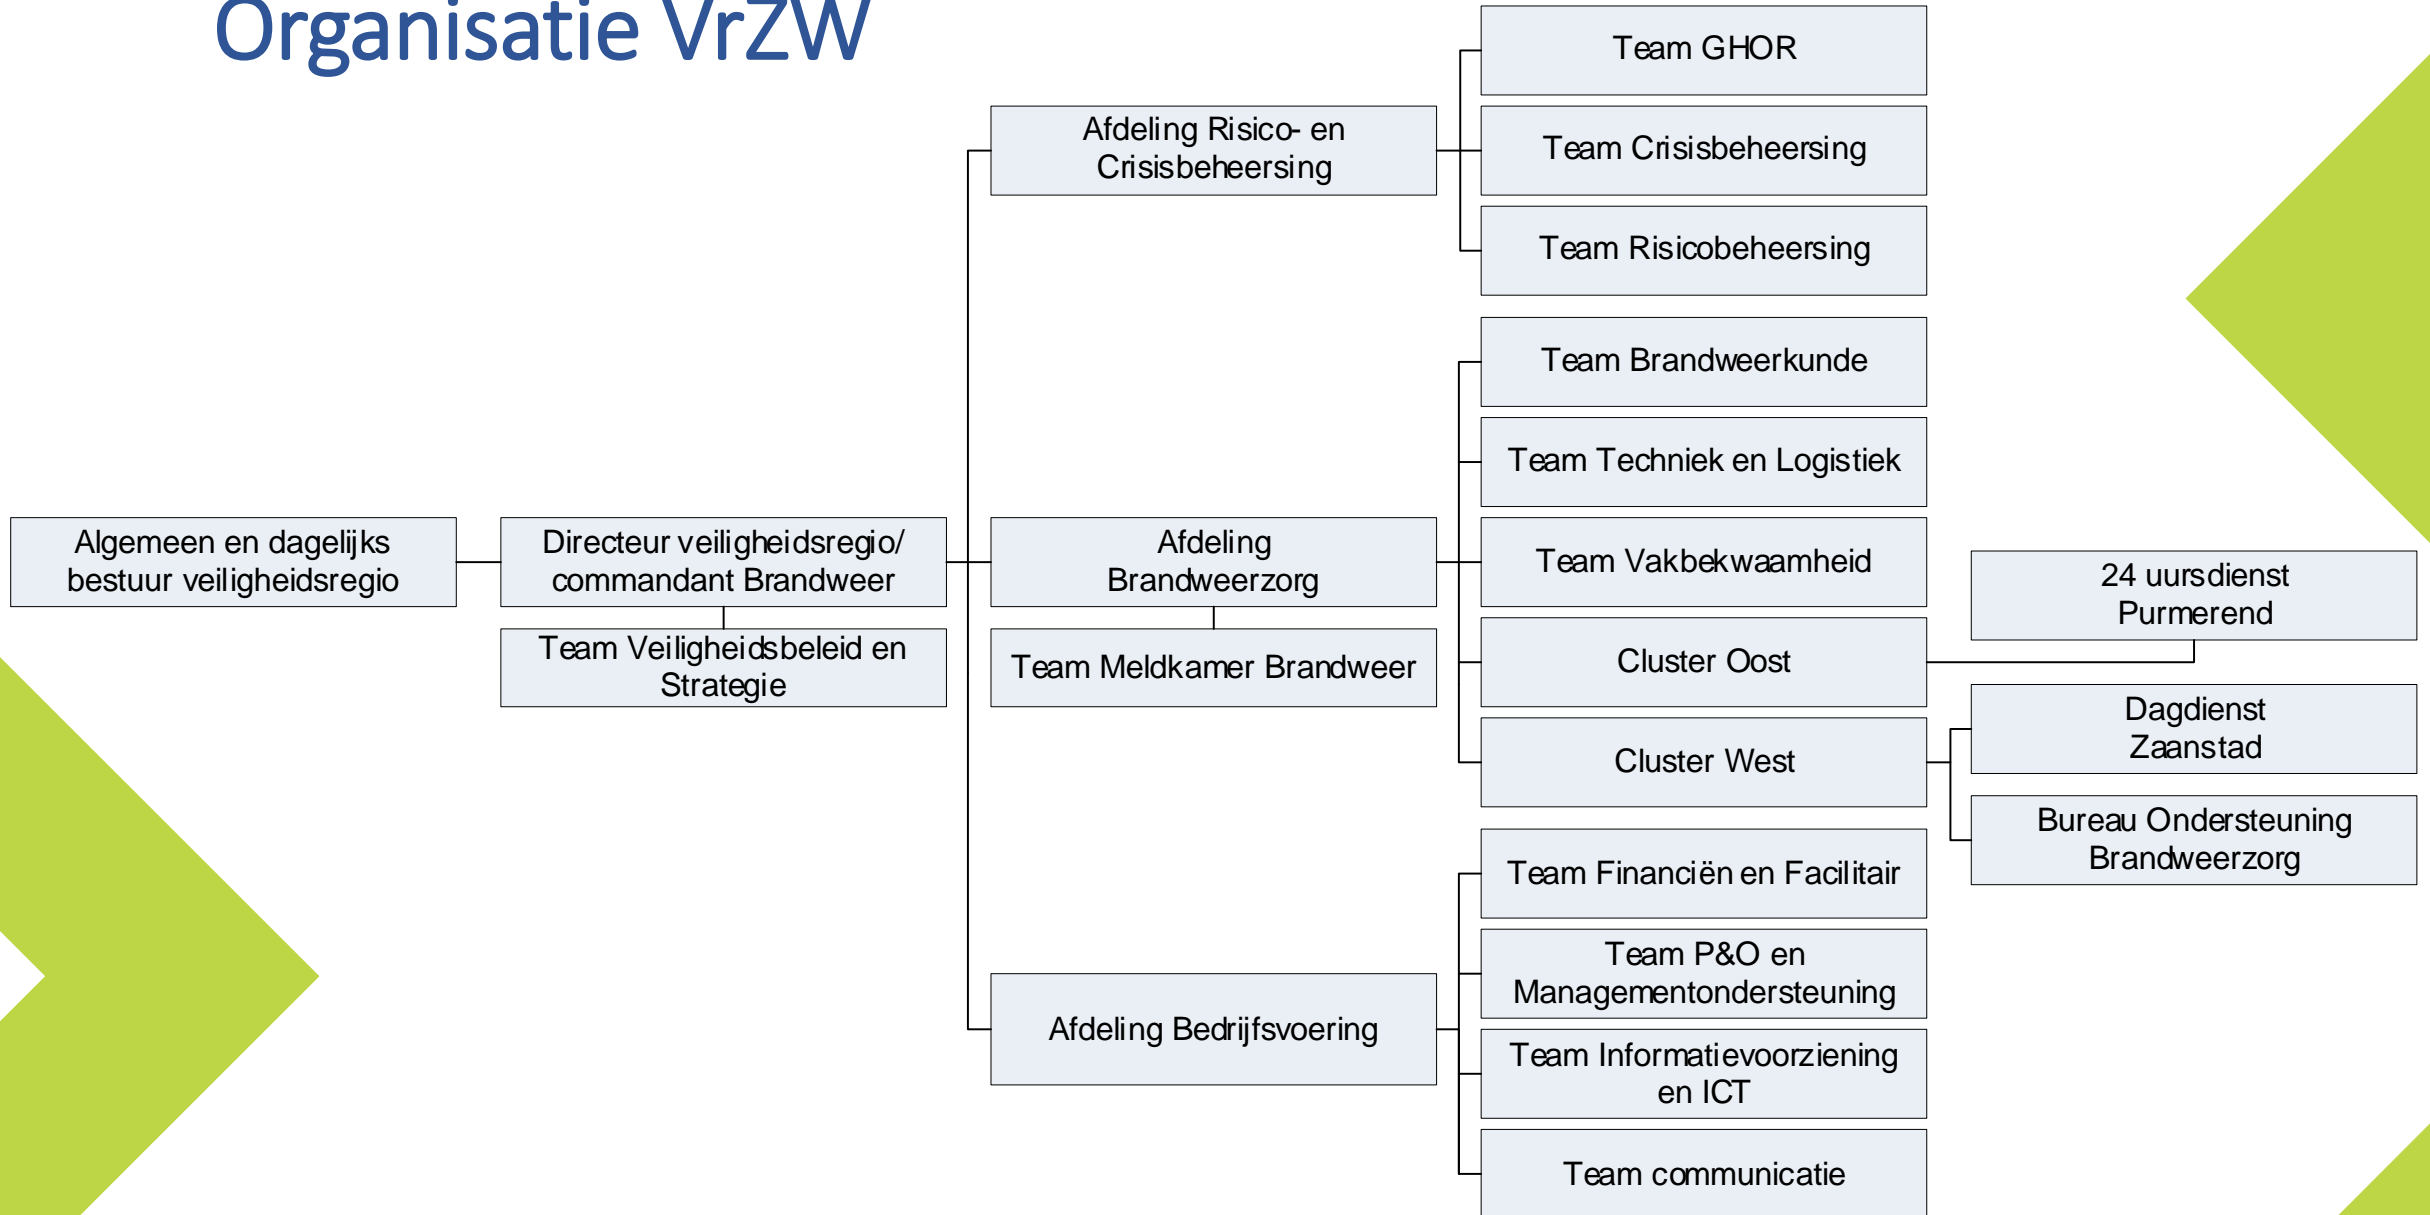 Organisatie VrZW
Algemeen en dagelijks
bestuur veiligheidsregio
Directeur veiligheidsregio/
commandant Brandweer
Team Veiligheidsbeleid en
Strategie
Afdeling Risico- en
Crisisbeheersing
Team GHOR
Team Crisisbeheersing
Team Risicobeheersing
Afdeling
Brandweerzorg
Team Meldkamer Brandweer
Team Brandweerkunde
Team Techniek en Logistiek
Team Vakbekwaamheid
Cluster Oost
24 uursdienst
Purmerend
Cluster West
Dagdienst
Zaanstad
Bureau Ondersteuning
Brandweerzorg
Afdeling Bedrijfsvoering
Team Financiën en Facilitair
Team P&O en
Managementondersteuning
Team Informatievoorziening
en ICT
Team communicatie